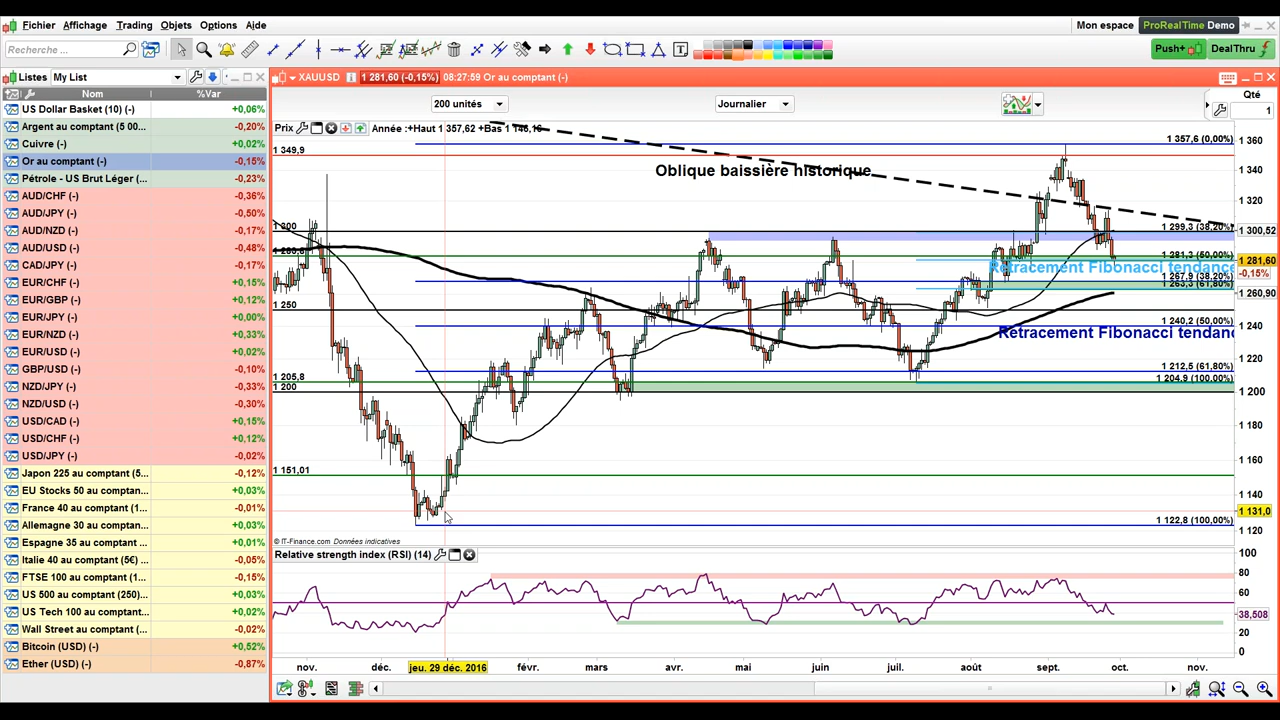 Fichier Affichage Trading Objets Options Aide
Mon espace ProRealTime Demo
Recherche ...
Push+ DealThru
Listes My List
XAUUSD 1 281,60 (-0,15%) 08:27:59 Or au comptant (-)
Nom %Var
US Dollar Basket (10) (-) +0,06%
Argent au comptant (5 00... -0,20%
Cuivre (-) +0,02%
Or au comptant (-) -0,15%
Pétrole - US Brut Léger (... -0,23%
AUD/CHF (-) -0,36%
AUD/JPY (-) -0,50%
AUD/NZD (-) -0,17%
AUD/USD (-) -0,48%
CAD/JPY (-) -0,17%
EUR/CHF (-) +0,16%
EUR/GBP (-) +0,12%
EUR/JPY (-) +0,00%
EUR/NZD (-) +0,33%
EUR/USD (-) +0,02%
GBP/USD (-) -0,10%
NZD/JPY (-) -0,33%
NZD/USD (-) -0,30%
USD/CAD (-) +0,15%
USD/CHF (-) +0,12%
USD/JPY (-) -0,02%
Japon 225 au comptant (5... -0,12%
EU Stocks 50 au comptan... +0,03%
France 40 au comptant (1... -0,01%
Allemagne 30 au comptan... +0,03%
Espagne 35 au comptant ... +0,01%
Italie 40 au comptant (5€) ... -0,05%
FTSE 100 au comptant (1... -0,15%
US 500 au comptant (250)... +0,03%
US Tech 100 au comptant... +0,02%
Wall Street au comptant (... -0,02%
Bitcoin (USD) (-) +0,52%
Ether (USD) (-) -0,87%
200 unités Journalier
Qté
1
Prix Année :+Haut 1 357,62 +Bas 1 146,16
1 357,6 (0,00%)
1 349,9
Oblique baissière historique
1 300
1 299,3 (38,20%)
1 281,3 (50,00%)
Retracement Fibonacci tendance
1 267,9 (38,20%)
1 263,3 (61,80%)
1 250
1 240,2 (50,00%)
Retracement Fibonacci tendanc
1 212,5 (61,80%)
1 205,8
1 204,9 (100,00%)
1 200
1 151,01
1 122,8 (100,00%)
© IT-Finance.com Données indicatives
1 360
1 340
1 320
1 300,52
1 281,60
-0,15%
1 260,90
1 240
1 220
1 200
1 180
1 160
1 140
1 131,0
1 120
Relative strength index (RSI) (14)
100
80
60
38,508
20
0
nov. déc. jeu. 29 déc. 2016 févr. mars avr. mai juin juil. août sept. oct. nov.